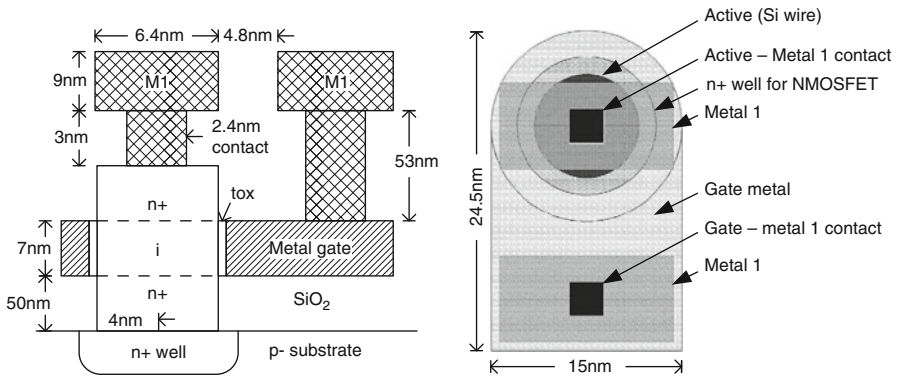 6.4nm
4.8nm
9nm
M1
M1
3nm
2.4nm
contact
53nm
n+
tox
7nm
i
Metal gate
50nm
n+
SiO2
4nm
n+ well
p- substrate
Active (Si wire)
Active – Metal 1 contact
n+ well for NMOSFET
Metal 1
24.5nm
Gate metal
Gate – metal 1 contact
Metal 1
15nm